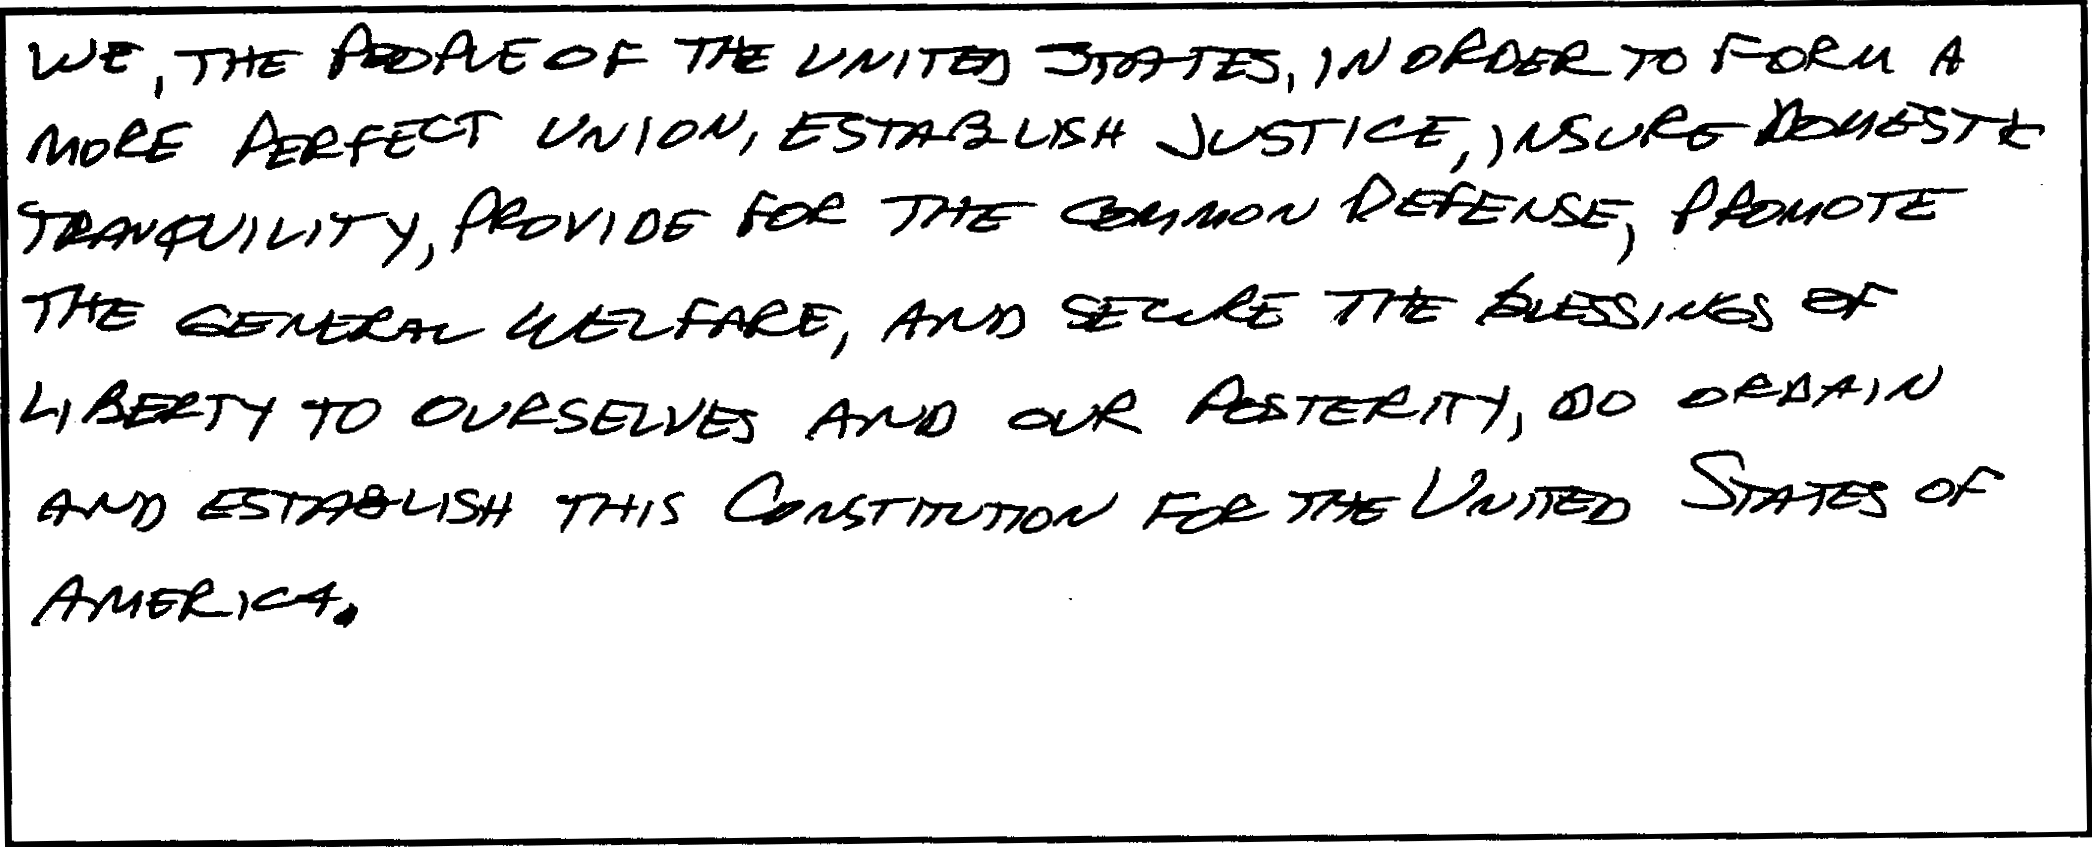 WE, THE PEOPLE OF THE UNITED STATES, IN ORDER TO FORM A
MORE PERFECT UNION, ESTABLISH JUSTICE, INSURE DOMESTIC
TRANQUILITY, PROVIDE FOR THE COMMON DEFENSE, PROMOTE
THE GENERAL WELFARE, AND SECURE THE BLESSINGS OF
LIBERTY TO OURSELVES AND OUR POSTERITY, DO ORDAIN
AND ESTABLISH THIS CONSTITUTION FOR THE UNITED STATES OF
AMERICA.